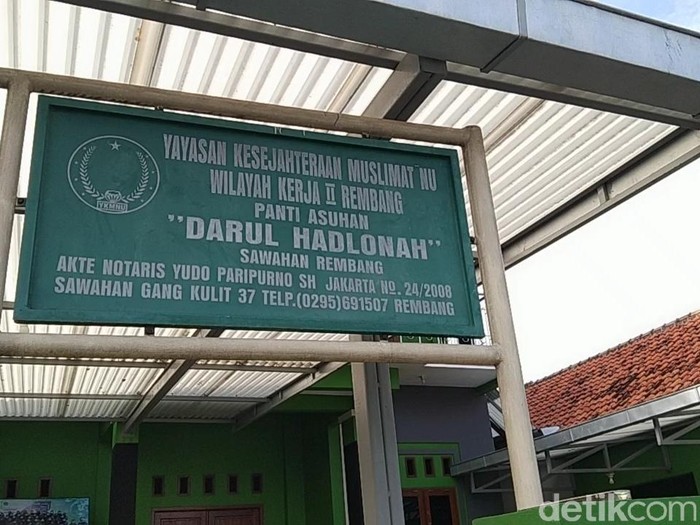 YAYASAN KESEJAHTERAAN MUSLIMAT NU
WILAYAH KERJA II REMBANG
PANTI ASUHAN
"DARUL HADLONAH"
SAWAHAN REMBANG
AKTE NOTARIS YUDO PARIPURNO SH JAKARTA NO. 24/2008
SAWAHAN GANG KULIT 37 TELP.(0295)691507 REMBANG
YKMNU
detikcom